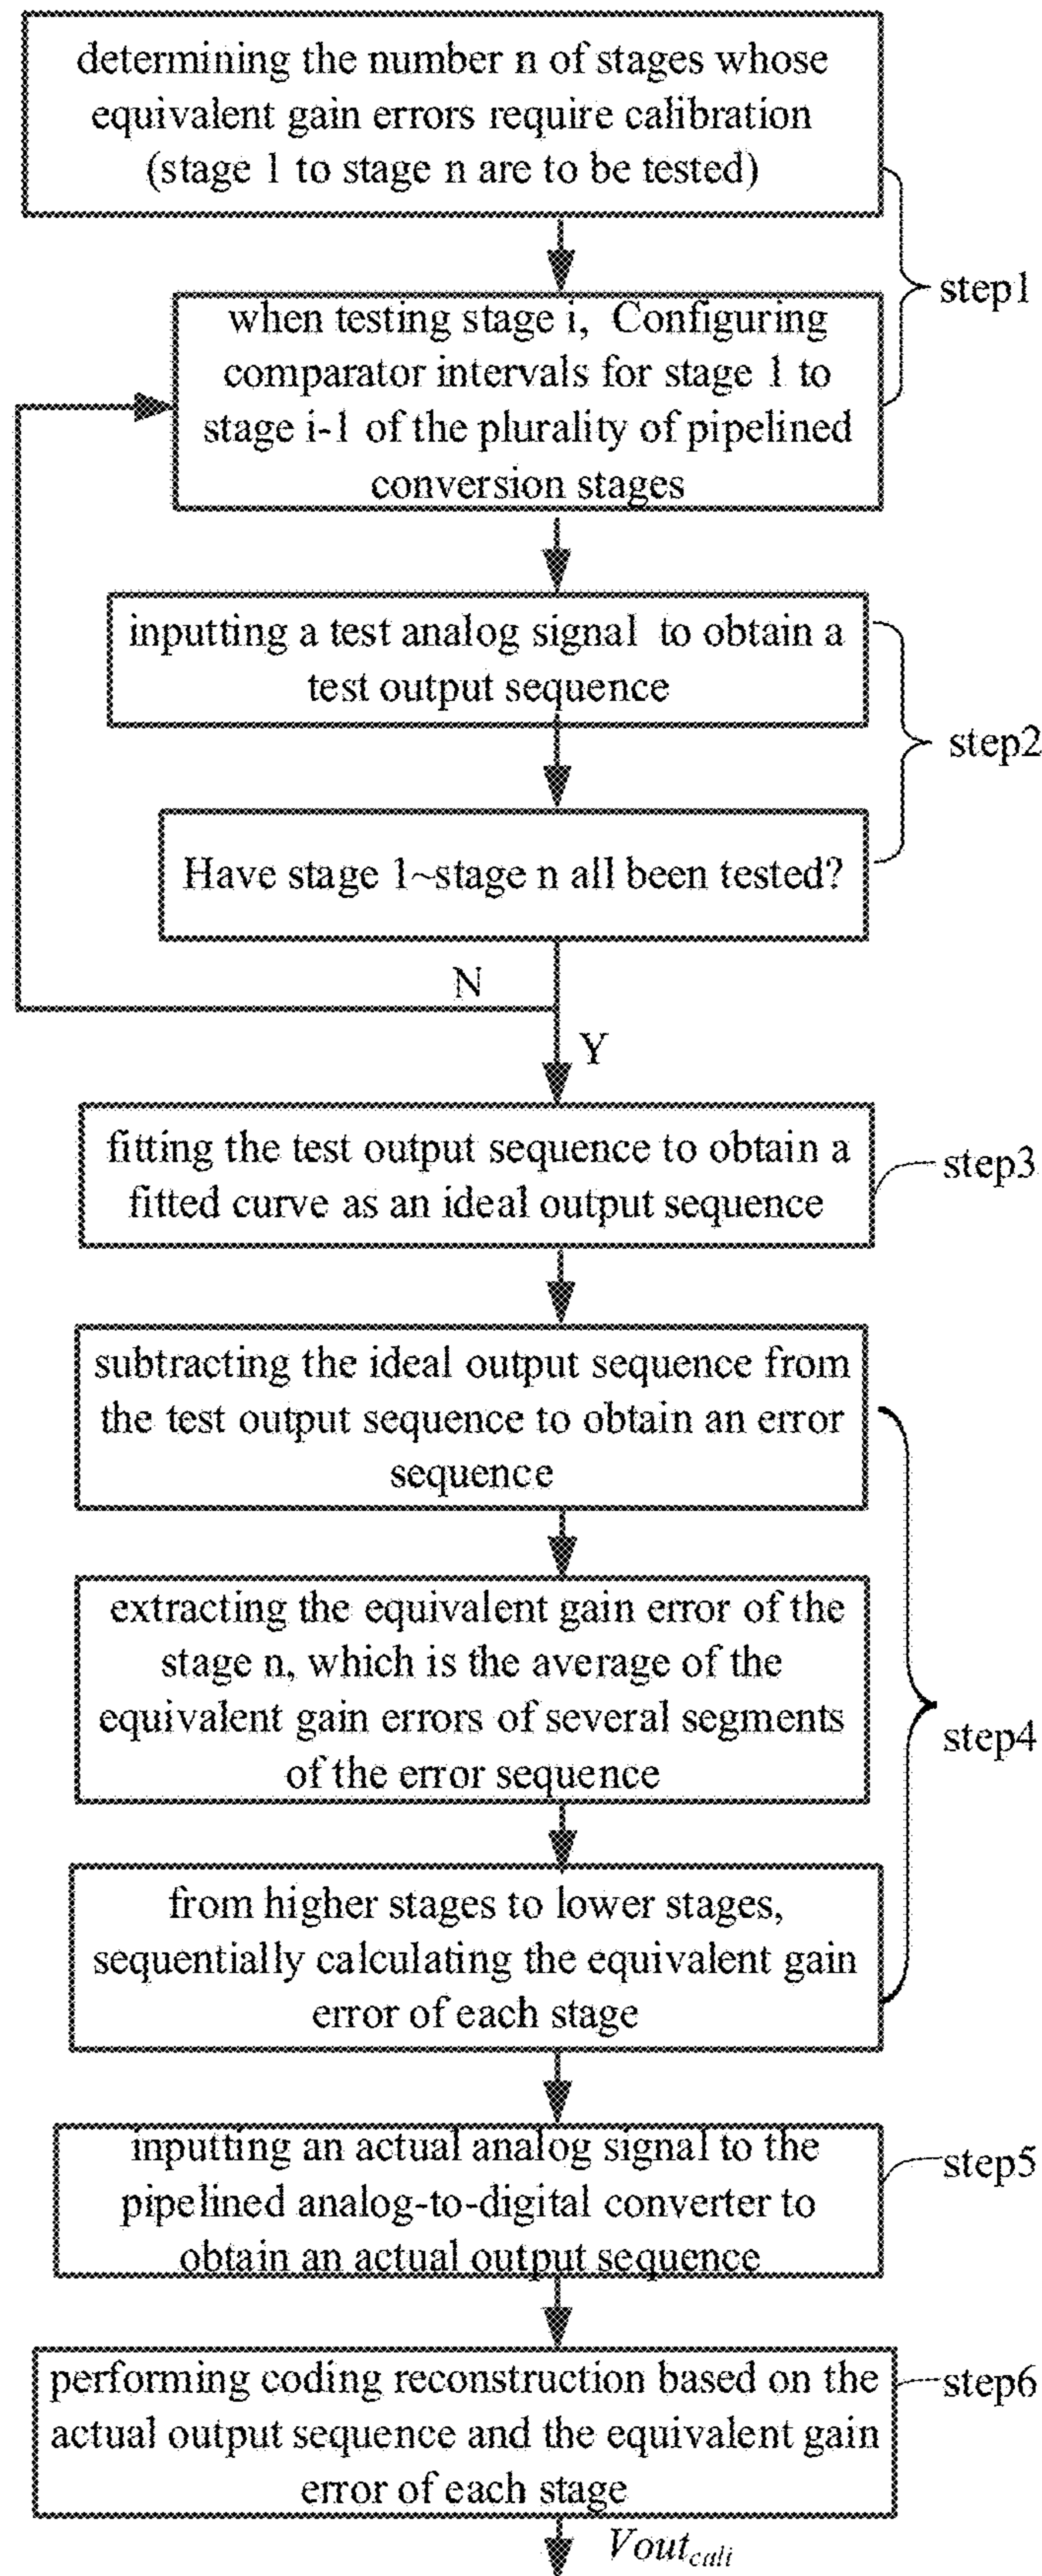 determining the number n of stages whose
equivalent gain errors require calibration
(stage 1 to stage n are to be tested)
step1
when testing stage i, Configuring
comparator intervals for stage 1 to
stage i-1 of the plurality of pipelined
conversion stages
inputting a test analog signal to obtain a
test output sequence
step2
Have stage 1~stage n all been tested?
N
Y
fitting the test output sequence to obtain a
fitted curve as an ideal output sequence
step3
subtracting the ideal output sequence from
the test output sequence to obtain an error
sequence
extracting the equivalent gain error of the
stage n, which is the average of the
equivalent gain errors of several segments
of the error sequence
step4
from higher stages to lower stages,
sequentially calculating the equivalent gain
error of each stage
inputting an actual analog signal to the
pipelined analog-to-digital converter to
obtain an actual output sequence
step5
performing coding reconstruction based on the
actual output sequence and the equivalent gain
error of each stage
step6
Vout_cali